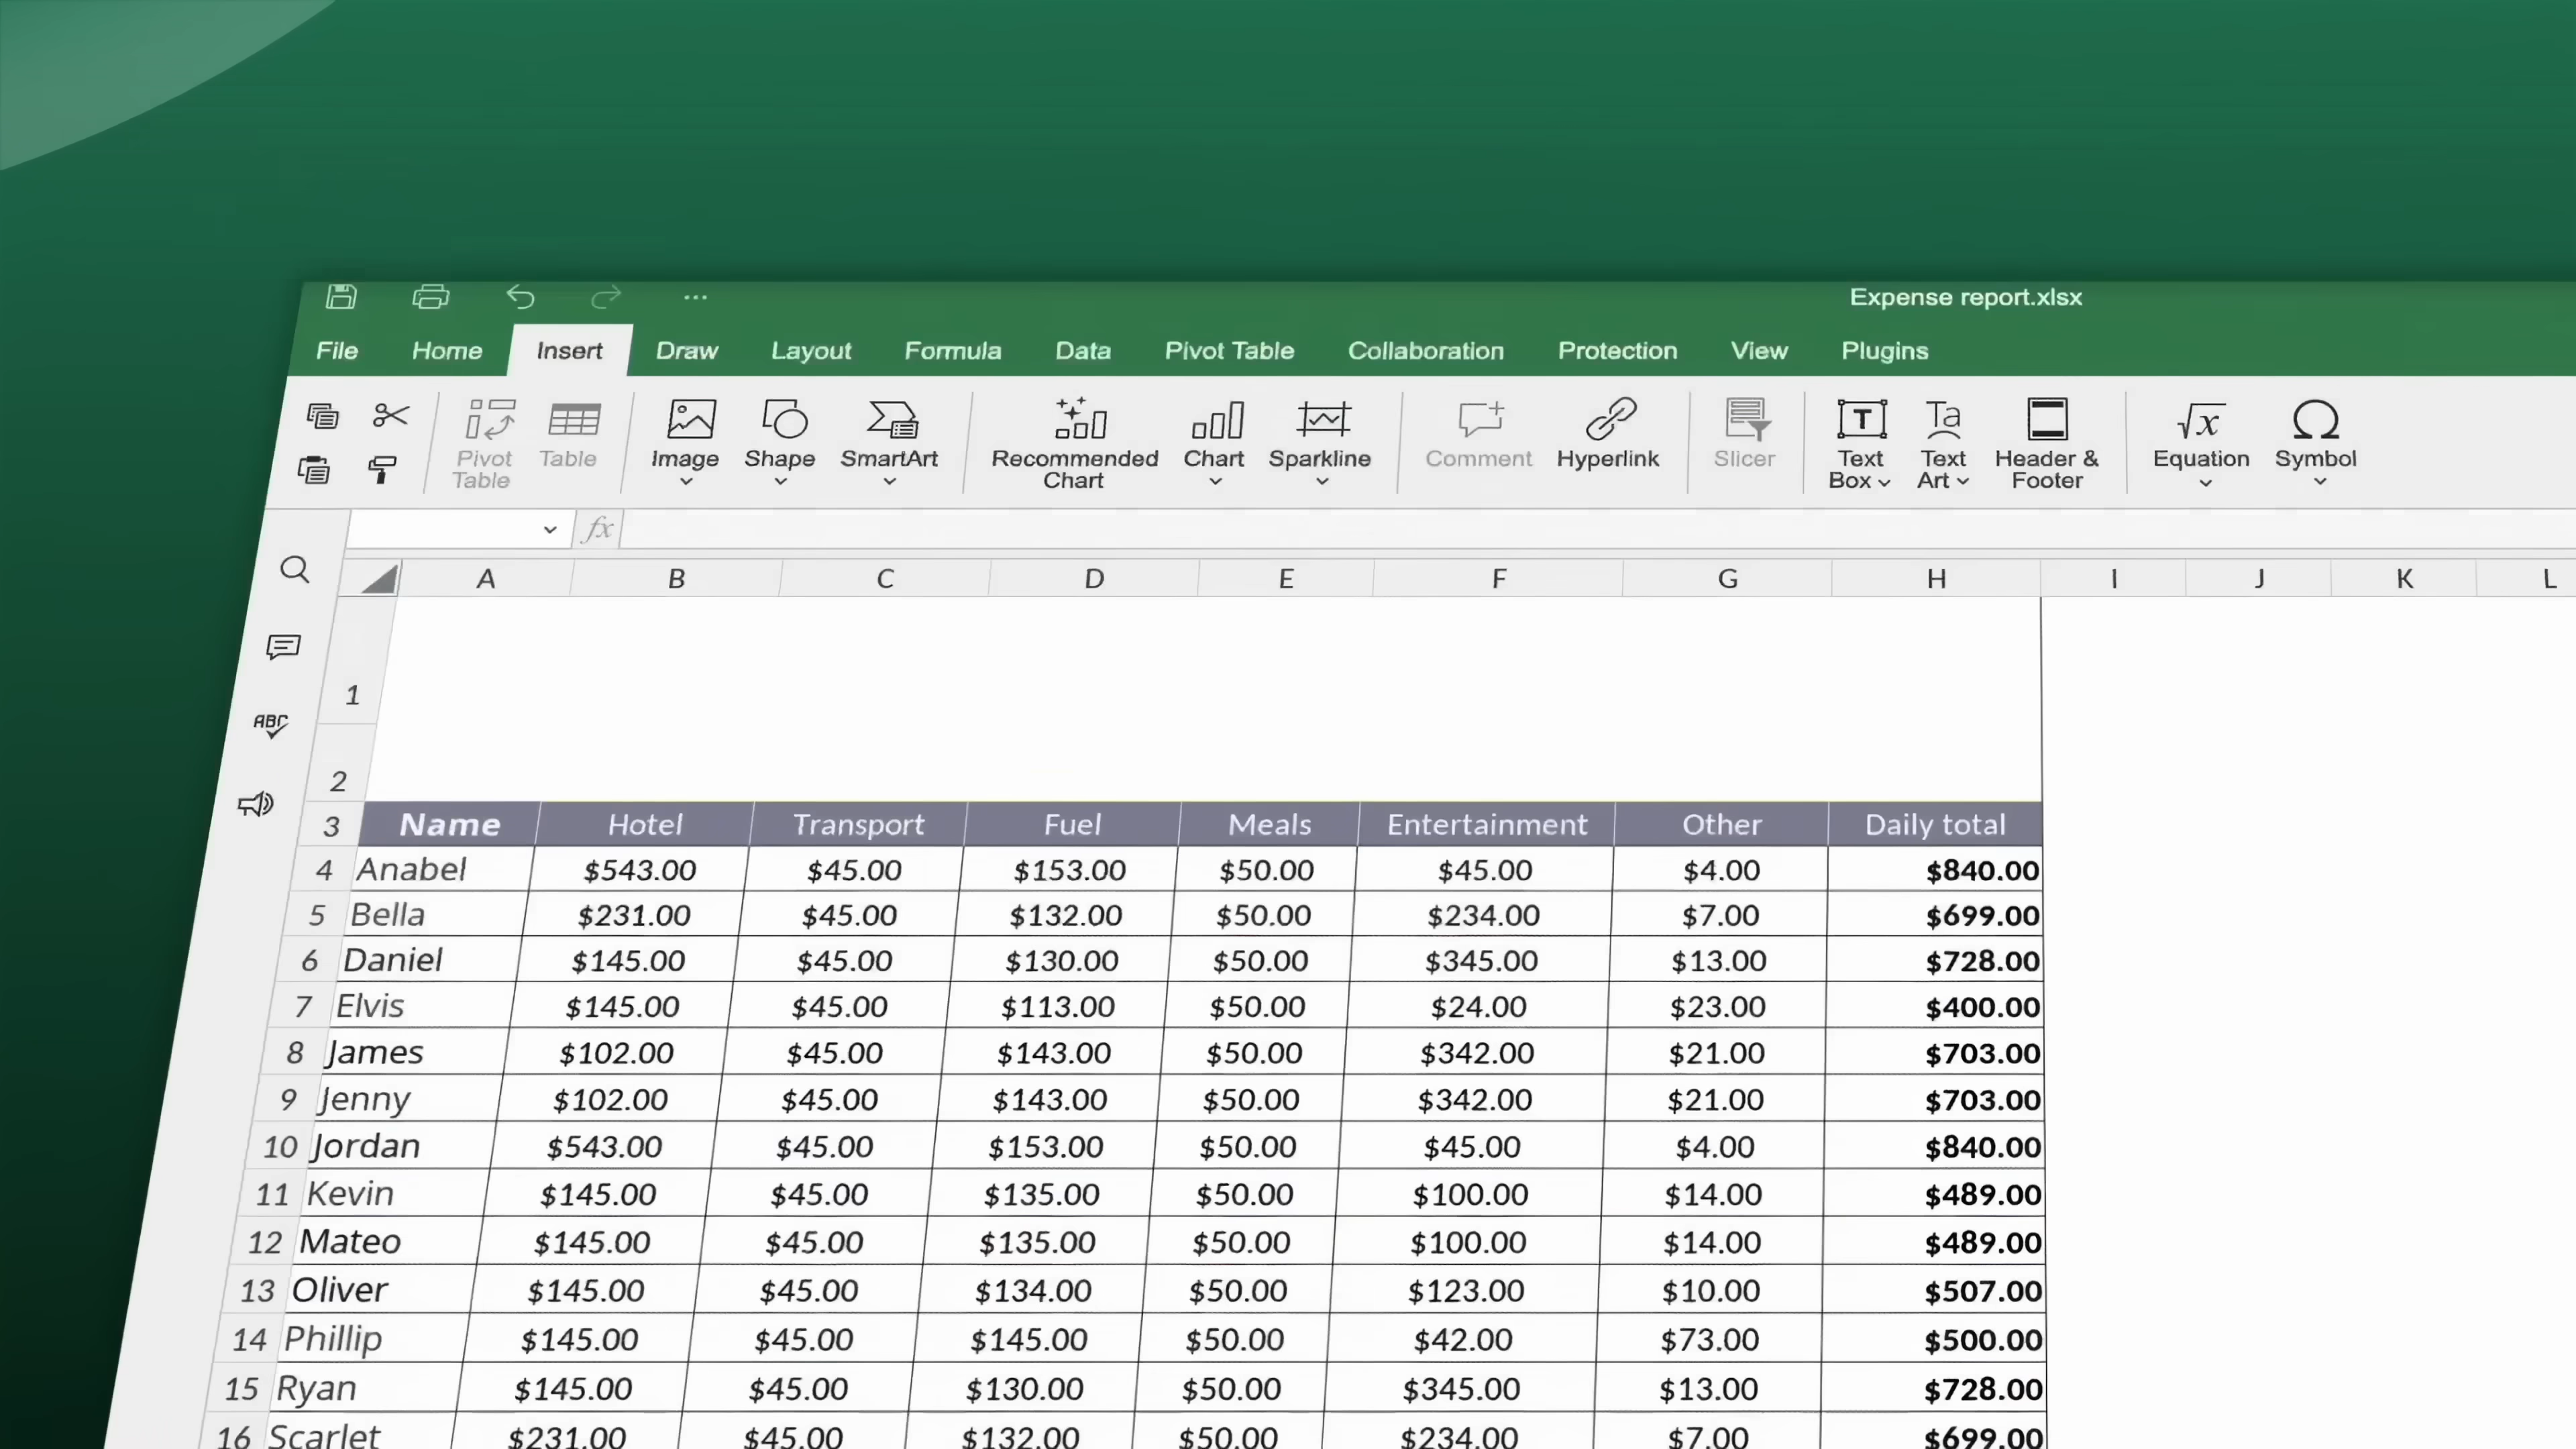 Expense report.xlsx
File Home Insert Draw Layout Formula Data Pivot Table Collaboration Protection View Plugins
Pivot Table Table Image Shape SmartArt Recommended Chart Chart Sparkline Comment Hyperlink Slicer Text Box Text Art Header & Footer Equation Symbol
fx
A B C D E F G H I J K L
1
2
3 Name Hotel Transport Fuel Meals Entertainment Other Daily total
4 Anabel $543.00 $45.00 $153.00 $50.00 $45.00 $4.00 $840.00
5 Bella $231.00 $45.00 $132.00 $50.00 $234.00 $7.00 $699.00
6 Daniel $145.00 $45.00 $130.00 $50.00 $345.00 $13.00 $728.00
7 Elvis $145.00 $45.00 $113.00 $50.00 $24.00 $23.00 $400.00
8 James $102.00 $45.00 $143.00 $50.00 $342.00 $21.00 $703.00
9 Jenny $102.00 $45.00 $143.00 $50.00 $342.00 $21.00 $703.00
10 Jordan $543.00 $45.00 $153.00 $50.00 $45.00 $4.00 $840.00
11 Kevin $145.00 $45.00 $135.00 $50.00 $100.00 $14.00 $489.00
12 Mateo $145.00 $45.00 $135.00 $50.00 $100.00 $14.00 $489.00
13 Oliver $145.00 $45.00 $134.00 $50.00 $123.00 $10.00 $507.00
14 Phillip $145.00 $45.00 $145.00 $50.00 $42.00 $73.00 $500.00
15 Ryan $145.00 $45.00 $130.00 $50.00 $345.00 $13.00 $728.00
16 Scarlet $231.00 $45.00 $132.00 $50.00 $234.00 $7.00 $699.00